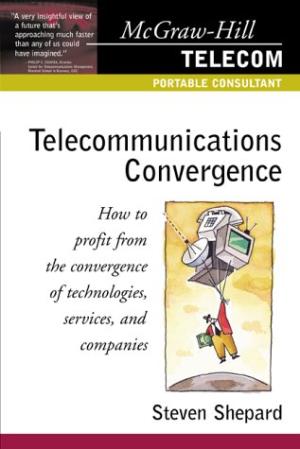 "A very insightful view of
a future that's
approaching much faster
than any of us could
have imagined."
McGraw-Hill
TELECOM
PORTABLE CONSULTANT
Telecommunications
Convergence
How to
profit from
the convergence
of technologies,
services, and
companies
Steven Shepard